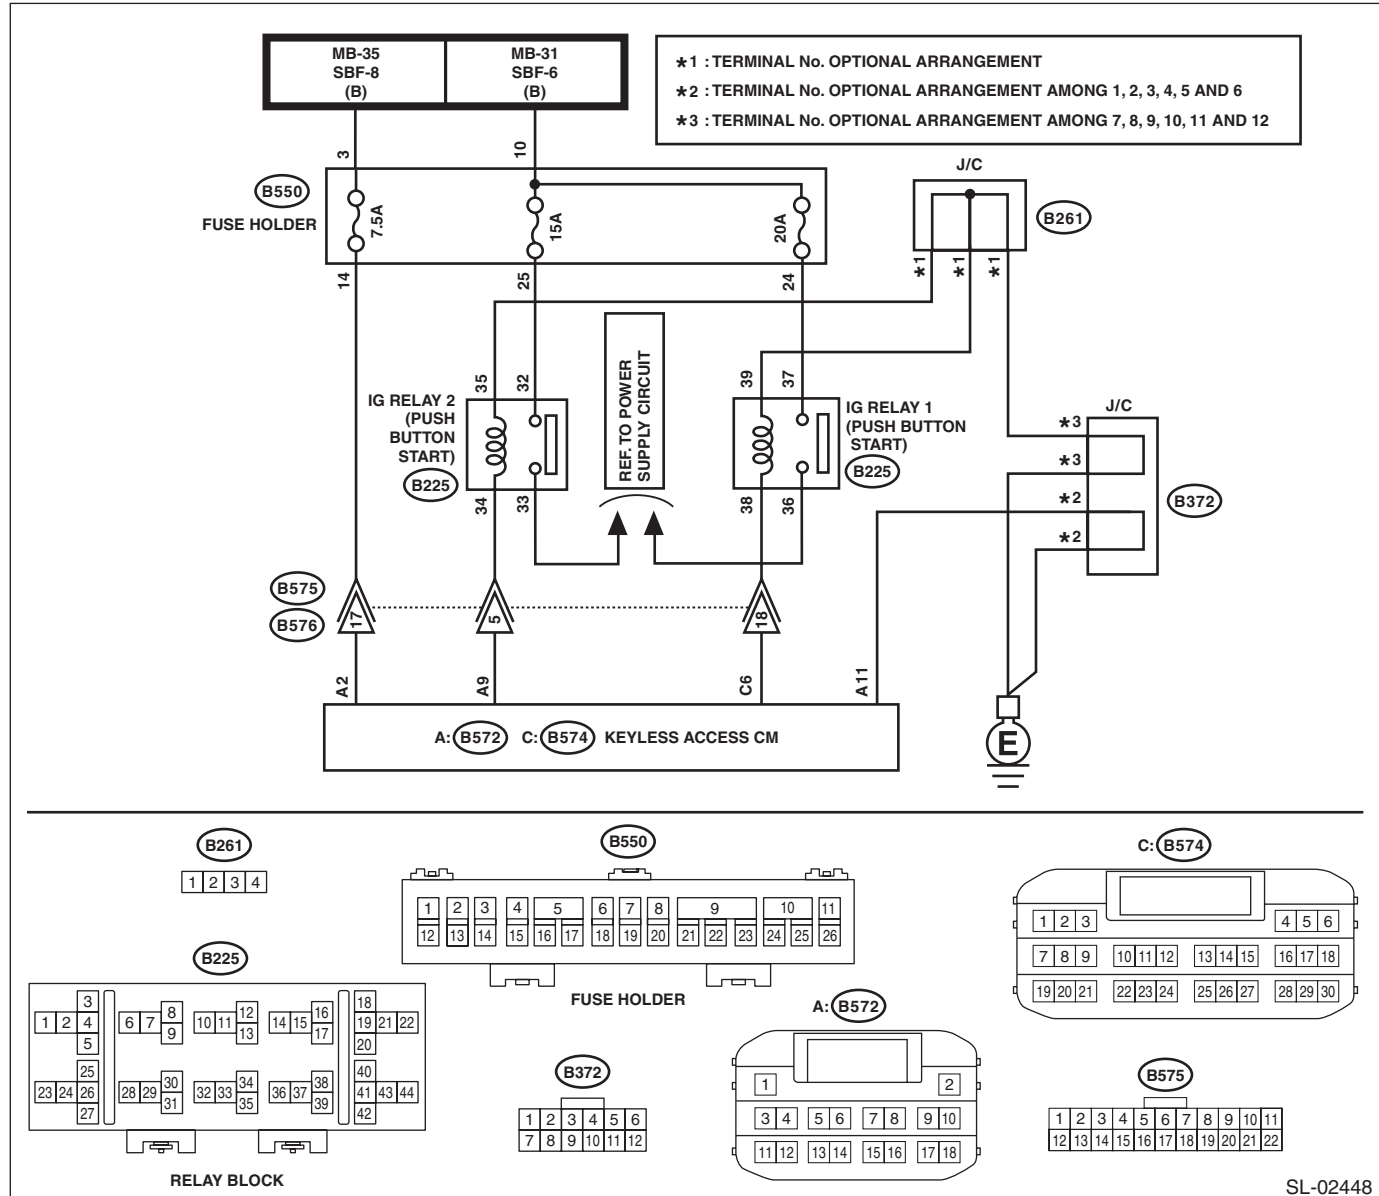 MB-35
SBF-8
(B)
MB-31
SBF-6
(B)
*1 : TERMINAL No. OPTIONAL ARRANGEMENT
*2 : TERMINAL No. OPTIONAL ARRANGEMENT AMONG 1, 2, 3, 4, 5 AND 6
*3 : TERMINAL No. OPTIONAL ARRANGEMENT AMONG 7, 8, 9, 10, 11 AND 12
3
10
J/C
B550
FUSE HOLDER
7.5A
15A
20A
B261
*1
*1
*1
14
25
24
REF. TO POWER
SUPPLY CIRCUIT
35
32
39
37
IG RELAY 2
(PUSH
BUTTON
START)
B225
IG RELAY 1
(PUSH BUTTON
START)
B225
J/C
*3
*3
*2
*2
B372
34
33
38
36
B575
B576
17
5
18
A2
A9
C6
A11
E
A: B572 C: B574 KEYLESS ACCESS CM
B261
1 2 3 4
B550
1 2 3 4 5 6 7 8 9 10 11
12 13 14 15 16 17 18 19 20 21 22 23 24 25 26
FUSE HOLDER
C: B574
1 2 3 4 5 6
7 8 9 10 11 12 13 14 15 16 17 18
19 20 21 22 23 24 25 26 27 28 29 30
B225
3 18
8 12 16
1 2 4 6 7 10 11 14 15 19 21 22
9 13 17
5 20
25 40
30 34 38
23 24 26 28 29 32 33 36 37 41 43 44
31 35 39
27 42
RELAY BLOCK
B372
1 2 3 4 5 6
7 8 9 10 11 12
A: B572
1 2
3 4 5 6 7 8 9 10
11 12 13 14 15 16 17 18
B575
1 2 3 4 5 6 7 8 9 10 11
12 13 14 15 16 17 18 19 20 21 22
SL-02448